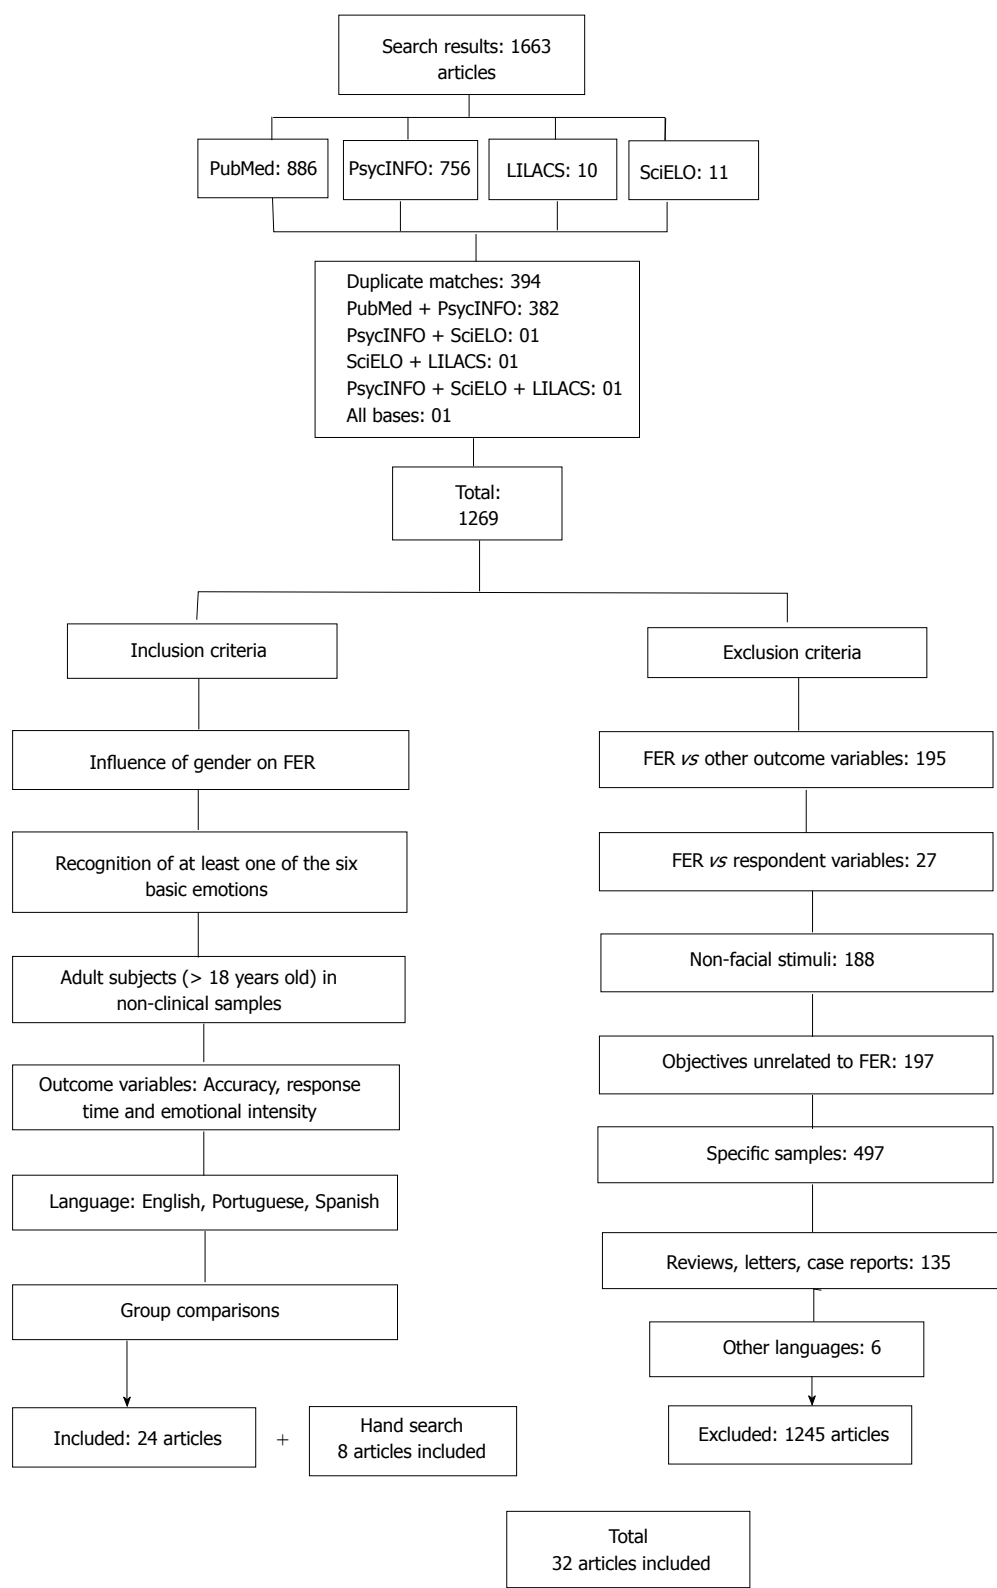 Search results: 1663
articles
PubMed: 886
PsycINFO: 756
LILACS: 10
SciELO: 11
Duplicate matches: 394
PubMed + PsycINFO: 382
PsycINFO + SciELO: 01
SciELO + LILACS: 01
PsycINFO + SciELO + LILACS: 01
All bases: 01
Total:
1269
Inclusion criteria
Influence of gender on FER
Recognition of at least one of the six
basic emotions
Adult subjects (> 18 years old) in
non-clinical samples
Outcome variables: Accuracy, response
time and emotional intensity
Language: English, Portuguese, Spanish
Group comparisons
Included: 24 articles
+
Hand search
8 articles included
Exclusion criteria
FER vs other outcome variables: 195
FER vs respondent variables: 27
Non-facial stimuli: 188
Objectives unrelated to FER: 197
Specific samples: 497
Reviews, letters, case reports: 135
Other languages: 6
Excluded: 1245 articles
Total
32 articles included